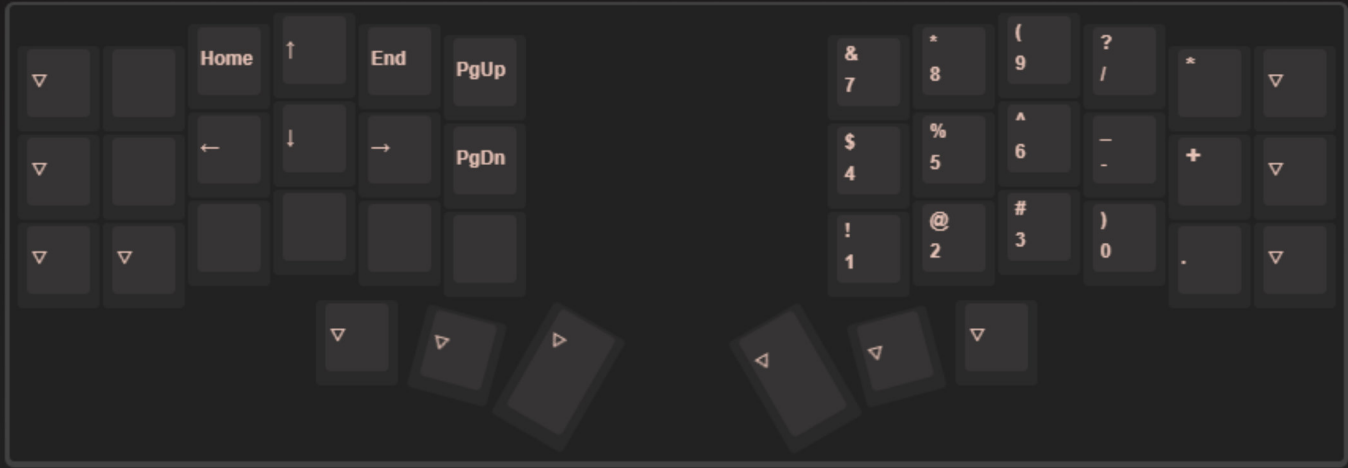 ▽ Home ↑ End PgUp & 7 * 8 ( 9 ? / * ▽
▽ ← ↓ → PgDn $ 4 % 5 ^ 6 _ - + ▽
▽ ▽ ! 1 @ 2 # 3 ) 0 . ▽
▽ ▽ ▽ ▽ ▽ ▽